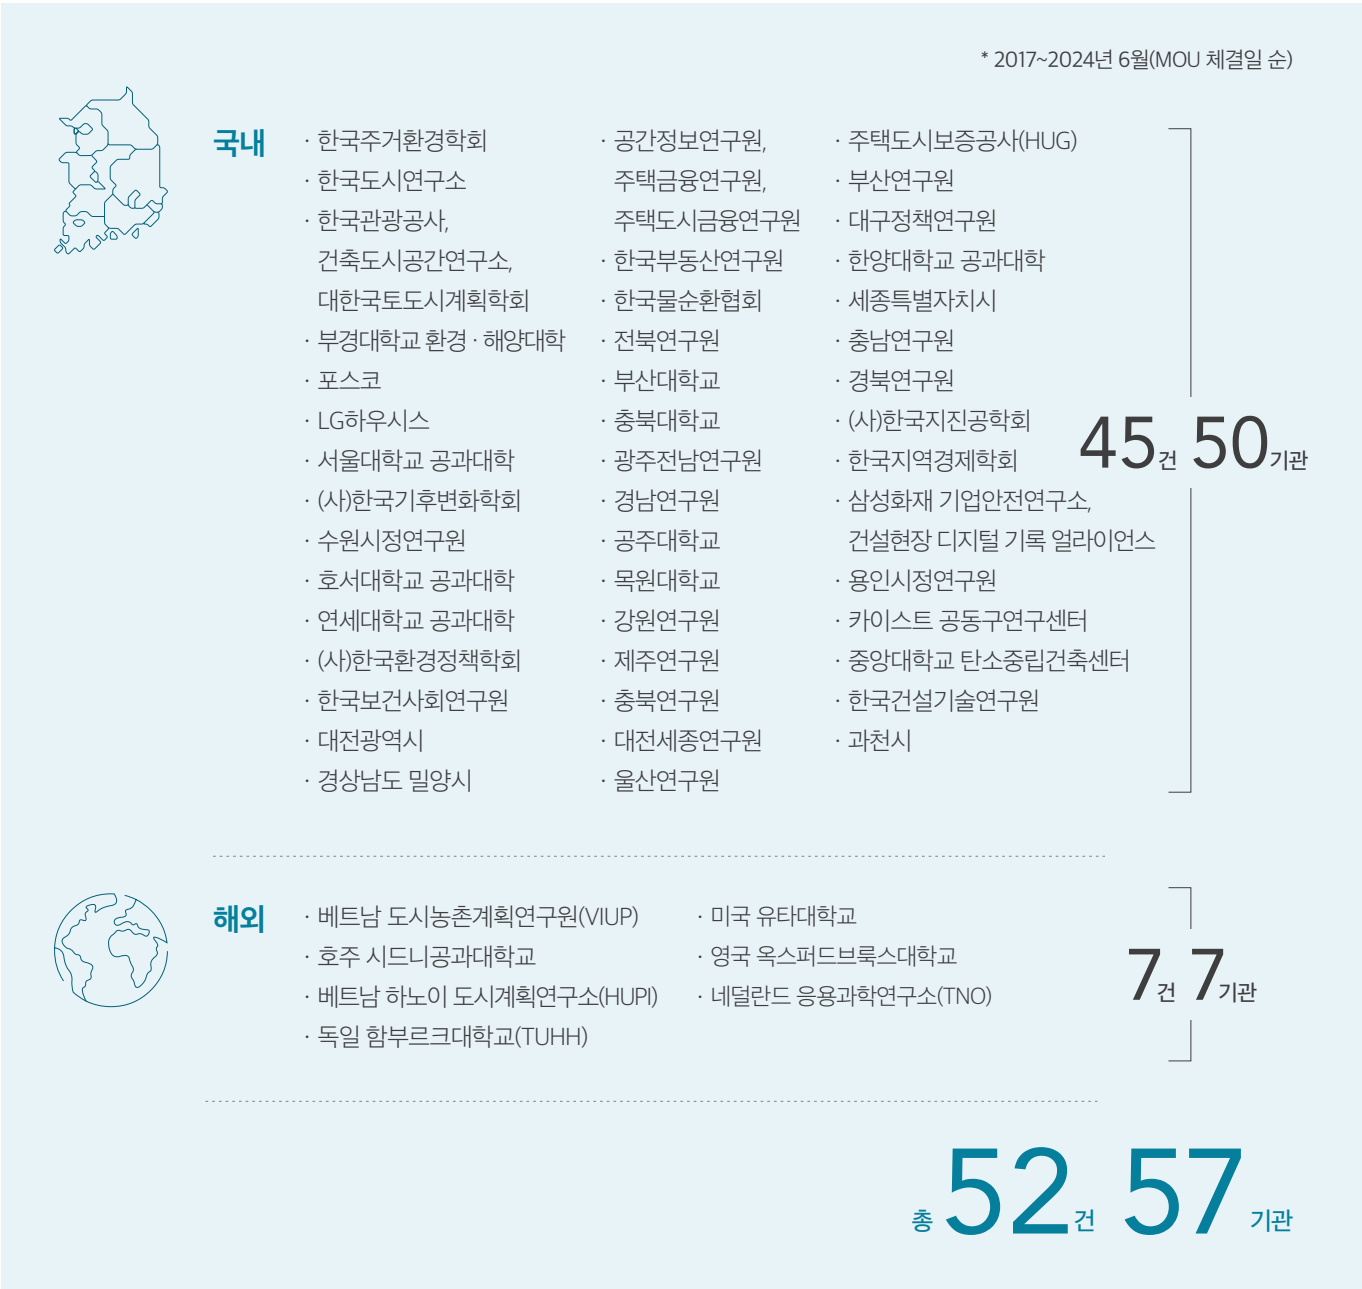 * 2017~2024년 6월(MOU 체결일 순)
국내
· 한국주거환경학회
· 한국도시연구소
· 한국관광공사,
건축도시공간연구소,
대한국토도시계획학회
· 부경대학교 환경 · 해양대학
· 포스코
· LG하우시스
· 서울대학교 공과대학
· (사)한국기후변화학회
· 수원시정연구원
· 호서대학교 공과대학
· 연세대학교 공과대학
· (사)한국환경정책학회
· 한국보건사회연구원
· 대전광역시
· 경상남도 밀양시
· 공간정보연구원,
주택금융연구원,
주택도시금융연구원
· 한국부동산연구원
· 한국물순환협회
· 전북연구원
· 부산대학교
· 충북대학교
· 광주전남연구원
· 경남연구원
· 공주대학교
· 목원대학교
· 강원연구원
· 제주연구원
· 충북연구원
· 대전세종연구원
· 울산연구원
· 주택도시보증공사(HUG)
· 부산연구원
· 대구정책연구원
· 한양대학교 공과대학
· 세종특별자치시
· 충남연구원
· 경북연구원
· (사)한국지진공학회
· 한국지역경제학회
· 삼성화재 기업안전연구소,
건설현장 디지털 기록 얼라이언스
· 용인시정연구원
· 카이스트 공동구연구센터
· 중앙대학교 탄소중립건축센터
· 한국건설기술연구원
· 과천시
45건 50기관
해외
· 베트남 도시농촌계획연구원(VIUP)
· 호주 시드니공과대학교
· 베트남 하노이 도시계획연구소(HUPI)
· 독일 함부르크대학교(TUHH)
· 미국 유타대학교
· 영국 옥스퍼드브룩스대학교
· 네덜란드 응용과학연구소(TNO)
7건 7기관
총 52건 57기관